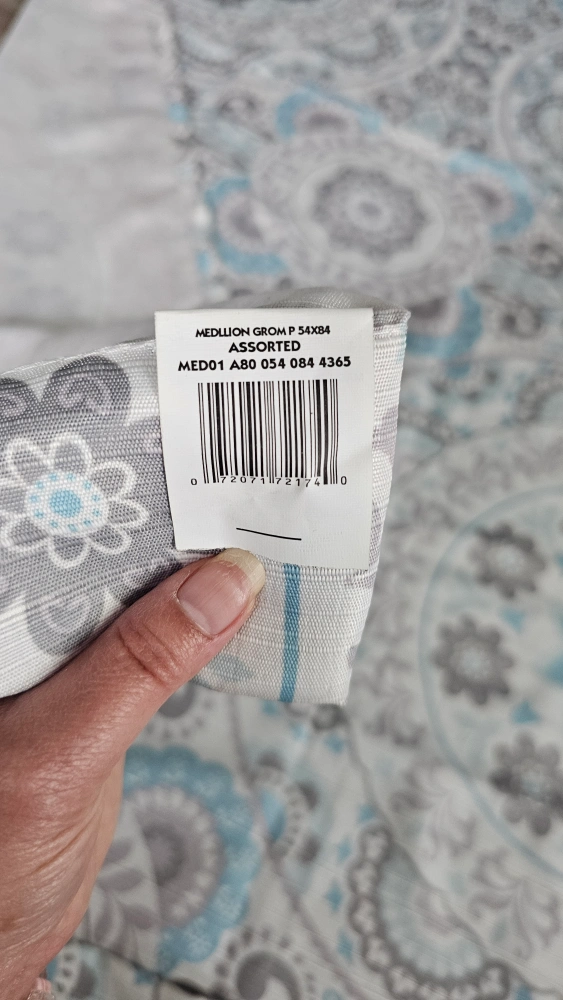 MEDLLION GROM P 54X84
ASSORTED
MED01 A80 054 084 4365
0 72071 72174 0